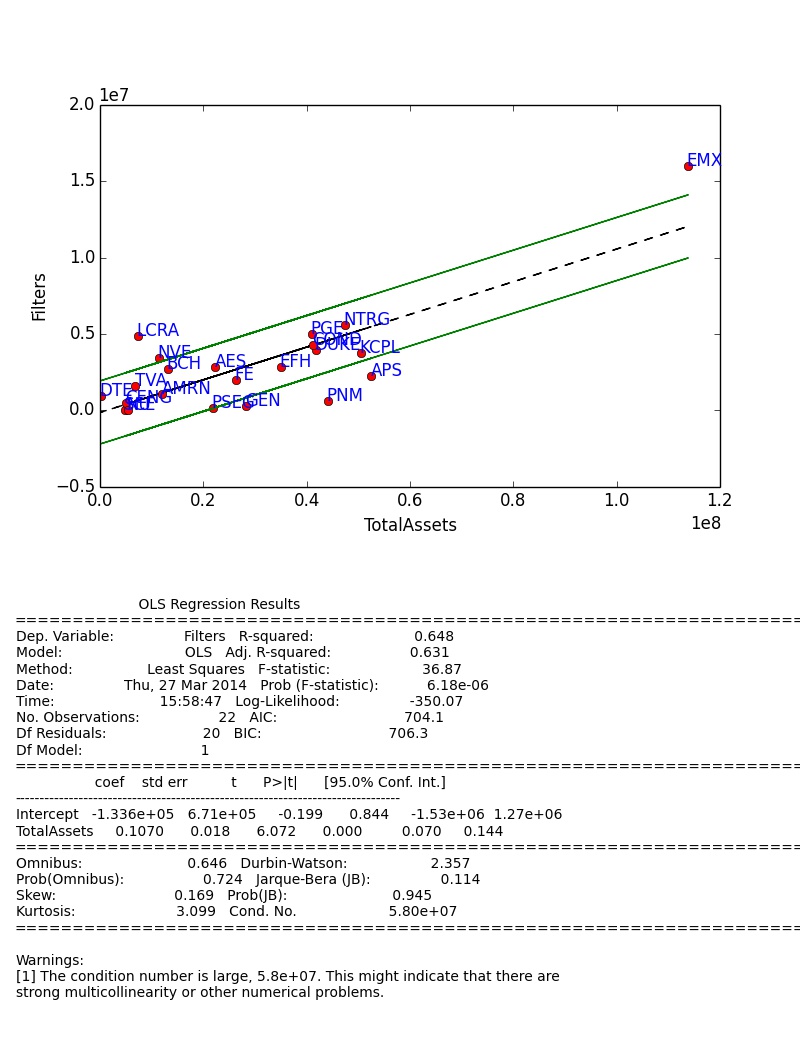 1e7
2.0
1.5
1.0
0.5
0.0
−0.5
Filters
EMX
LCRA
NTRG
PGE
DUKE
KCPL
NVE
BCH
AES
EFH
FE
APS
TVA
DTE
AMRN
PNM
PSEG
GEN
0.0 0.2 0.4 0.6 0.8 1.0 1.2
1e8
TotalAssets
OLS Regression Results
==============================================================================
Dep. Variable: Filters R-squared: 0.648
Model: OLS Adj. R-squared: 0.631
Method: Least Squares F-statistic: 36.87
Date: Thu, 27 Mar 2014 Prob (F-statistic): 6.18e-06
Time: 15:58:47 Log-Likelihood: -350.07
No. Observations: 22 AIC: 704.1
Df Residuals: 20 BIC: 706.3
Df Model: 1
==============================================================================
coef std err t P>|t| [95.0% Conf. Int.]
------------------------------------------------------------------------------
Intercept -1.336e+05 6.71e+05 -0.199 0.844 -1.53e+06 1.27e+06
TotalAssets 0.1070 0.018 6.072 0.000 0.070 0.144
==============================================================================
Omnibus: 0.646 Durbin-Watson: 2.357
Prob(Omnibus): 0.724 Jarque-Bera (JB): 0.114
Skew: 0.169 Prob(JB): 0.945
Kurtosis: 3.099 Cond. No. 5.80e+07
==============================================================================
Warnings:
[1] The condition number is large, 5.8e+07. This might indicate that there are
strong multicollinearity or other numerical problems.